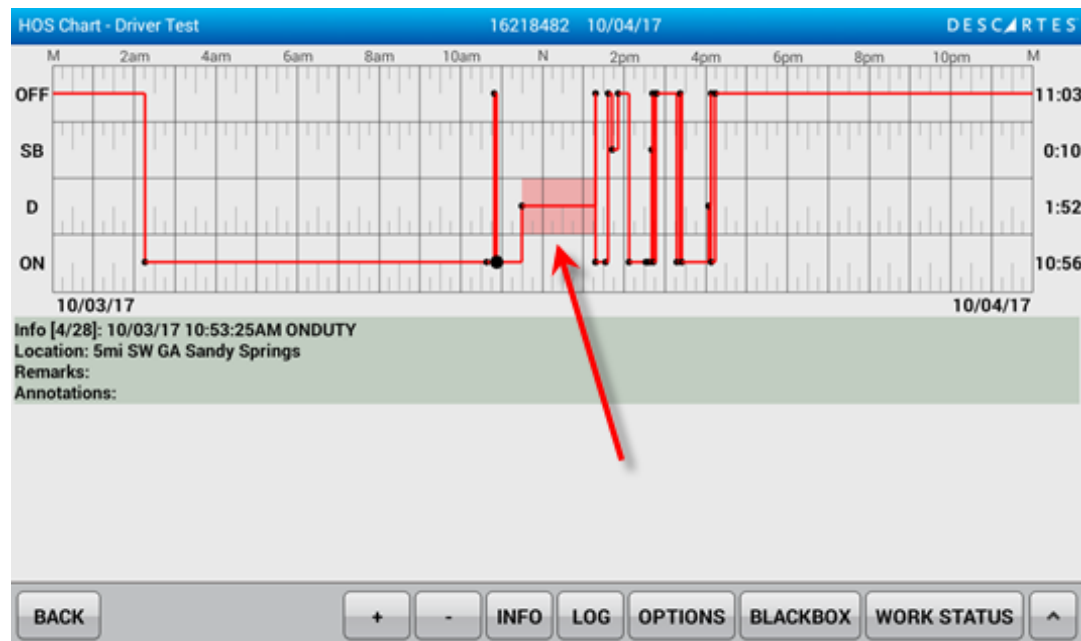 HOS Chart - Driver Test 16218482 10/04/17 DESCARTES
M 2am 4am 6am 8am 10am N 2pm 4pm 6pm 8pm 10pm M
OFF 11:03
SB 0:10
D 1:52
ON 10:56
10/03/17 10/04/17
Info [4/28]: 10/03/17 10:53:25AM ONDUTY
Location: 5mi SW GA Sandy Springs
Remarks:
Annotations:
BACK + - INFO LOG OPTIONS BLACKBOX WORK STATUS ^